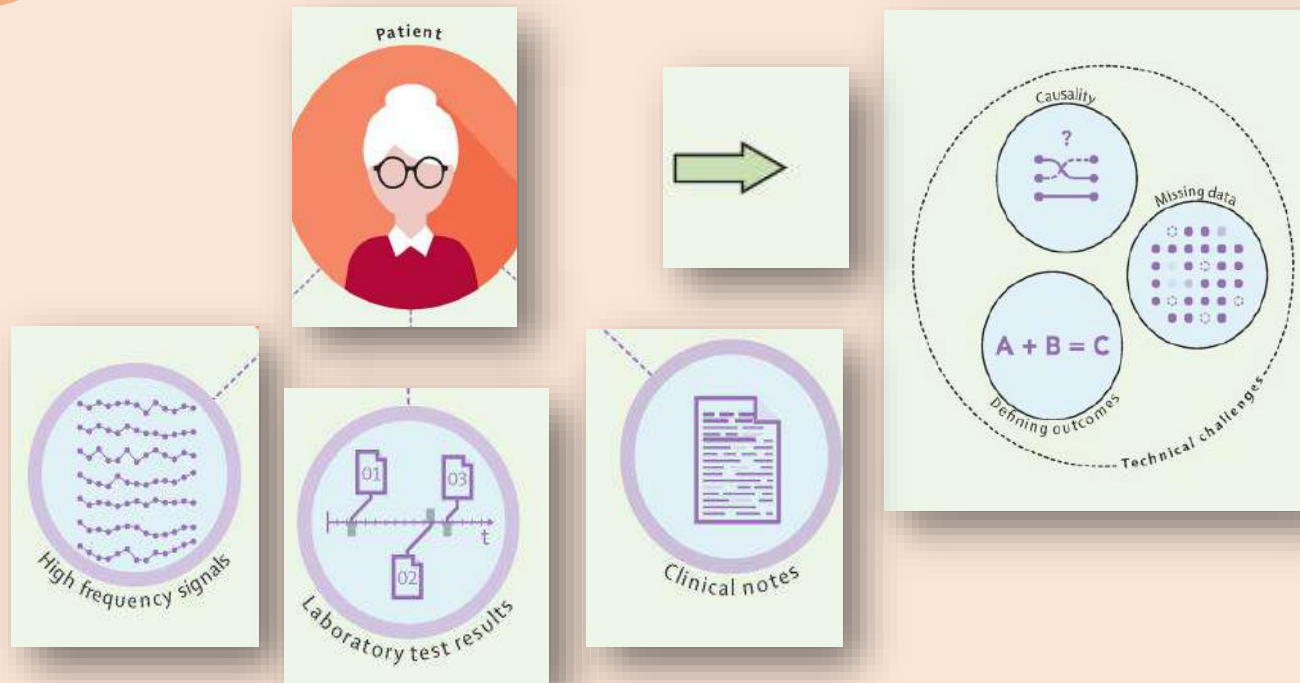 Patient
High frequency signals
01
03
t
02
Laboratory test results
Clinical notes
Causality
?
Missing data
A + B = C
Defining outcomes
Technical challenges